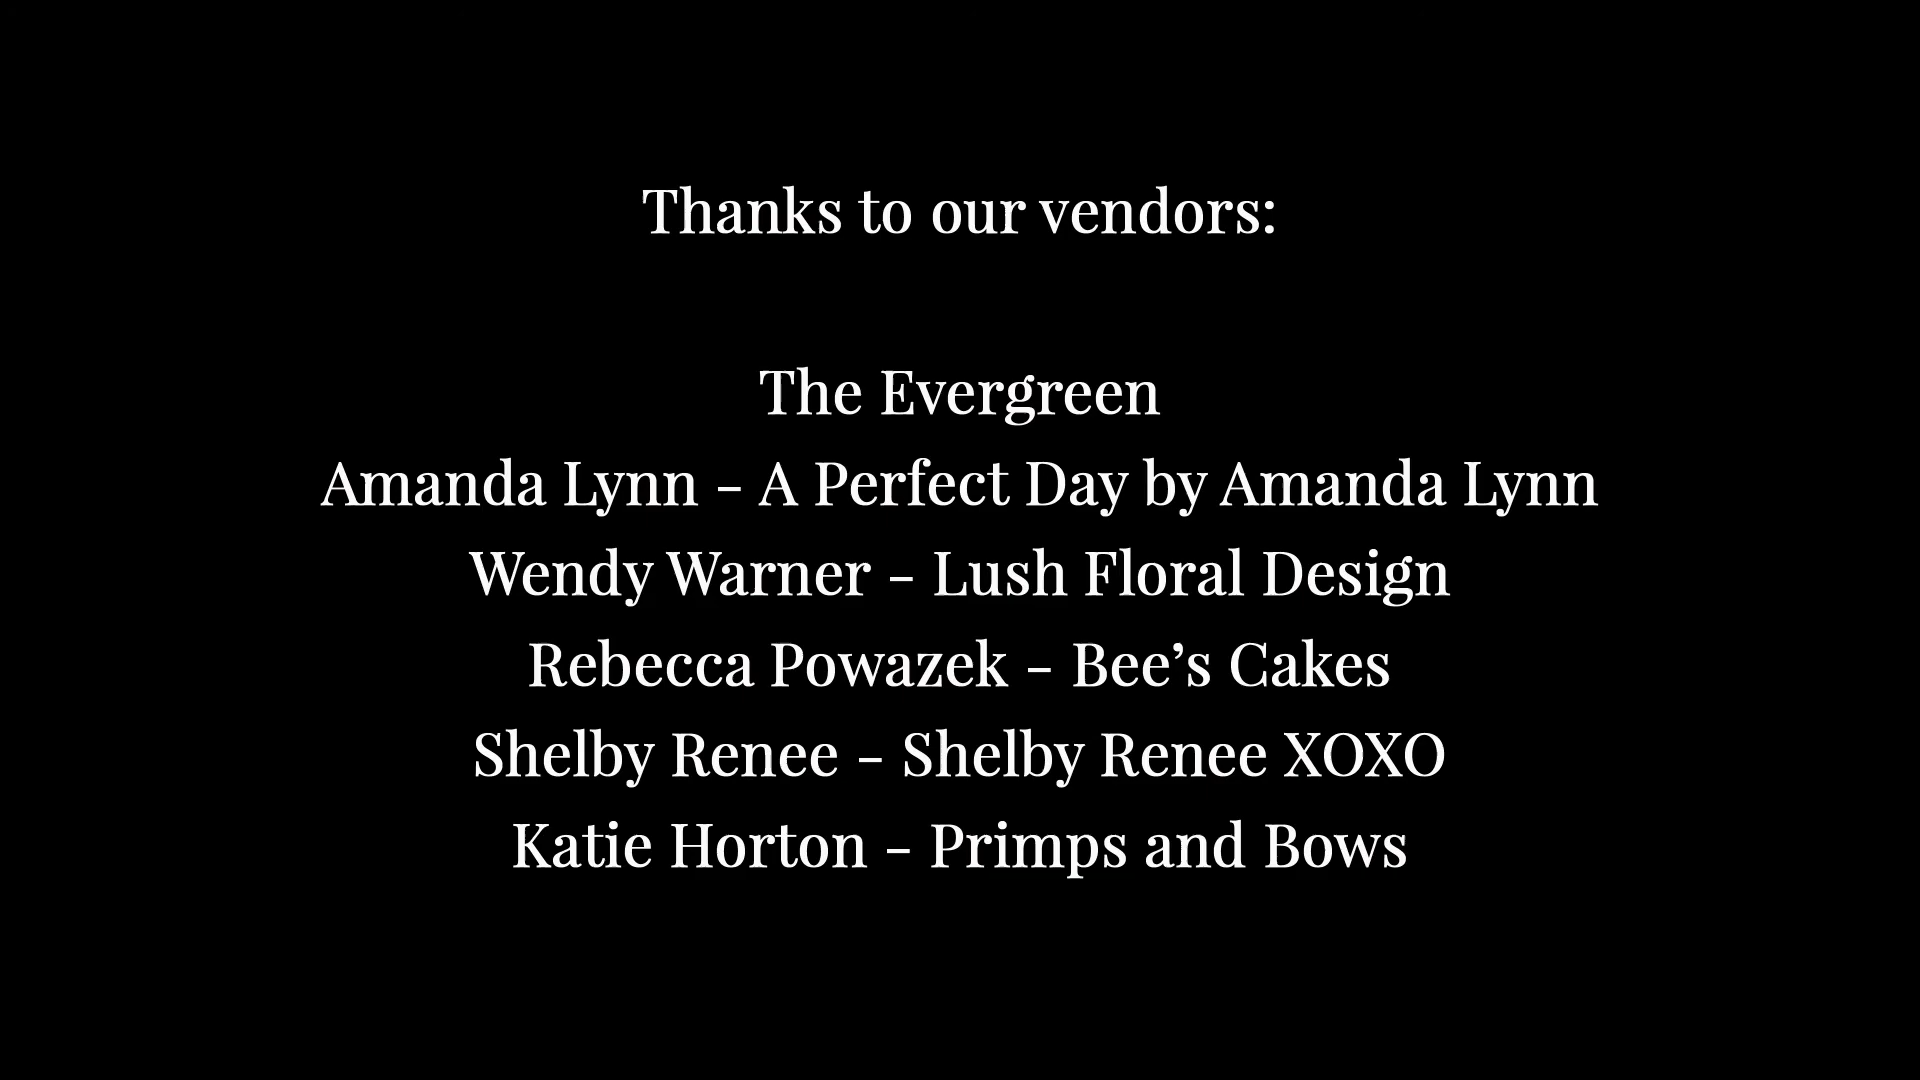 Thanks to our vendors:
The Evergreen
Amanda Lynn - A Perfect Day by Amanda Lynn
Wendy Warner - Lush Floral Design
Rebecca Powazek - Bee’s Cakes
Shelby Renee - Shelby Renee XOXO
Katie Horton - Primps and Bows